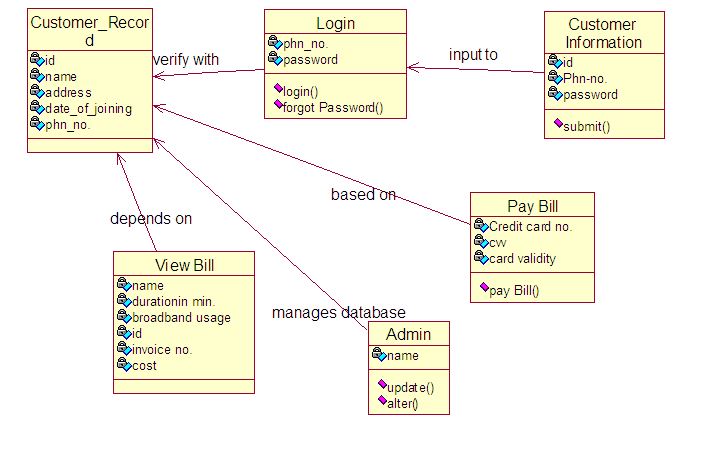 Customer_Recor
d
id
name
address
date_of_joining
phn_no.
verify with
Login
phn_no.
password
login()
forgot Password()
input to
Customer
Information
id
Phn-no.
password
submit()
based on
Pay Bill
Credit card no.
cvv
card validity
pay Bill()
depends on
View Bill
name
durationin min.
broadband usage
id
invoice no.
cost
manages database
Admin
name
update()
alter()